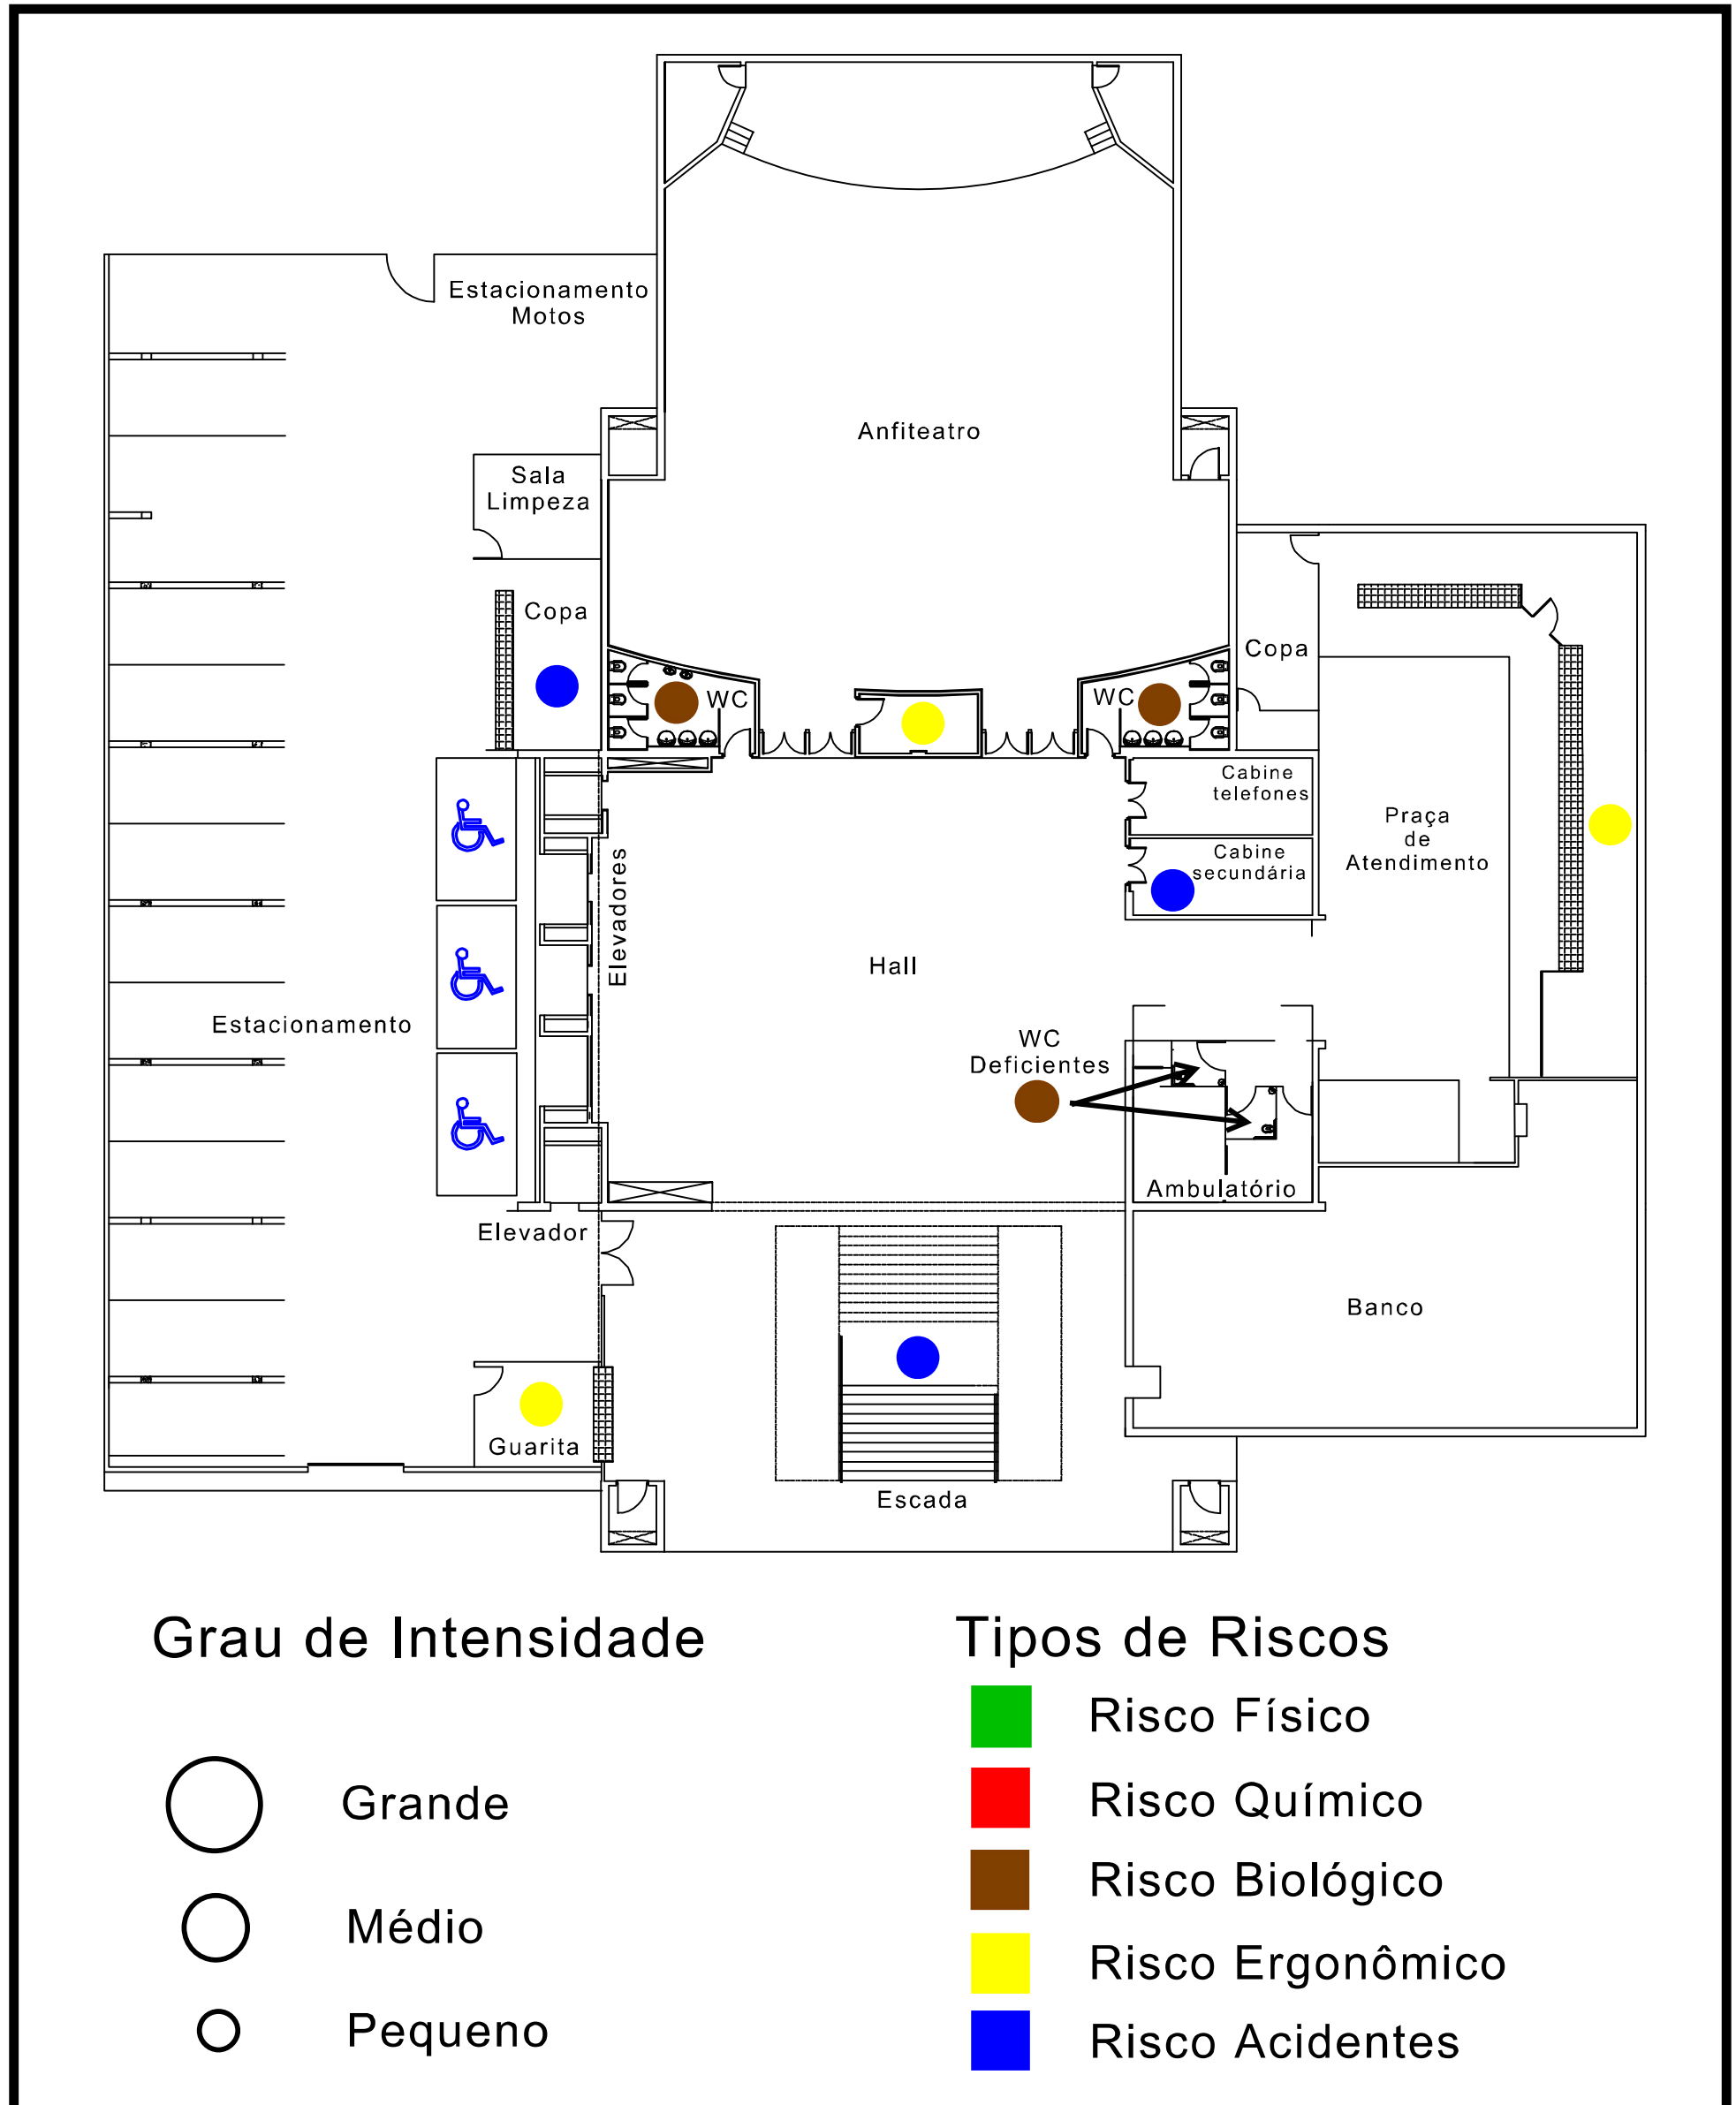 Estacionamento
Motos
Anfiteatro
Sala
Limpeza
Copa
Copa
WC
WC
Cabine
telefones
Praça
de
Atendimento
Cabine
secundária
Elevadores
Hall
Estacionamento
WC
Deficientes
Ambulatório
Elevador
Banco
Guarita
Escada
Grau de Intensidade
Grande
Médio
Pequeno
Tipos de Riscos
Risco Físico
Risco Químico
Risco Biológico
Risco Ergonômico
Risco Acidentes